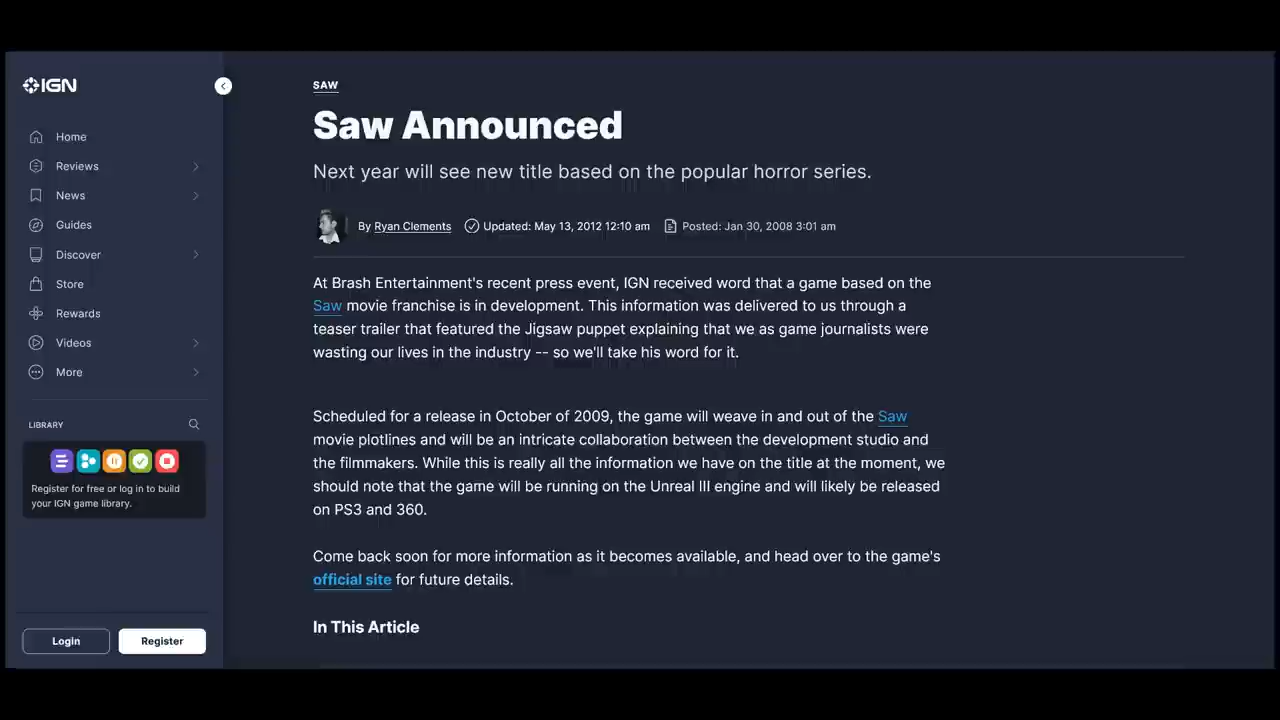 IGN
Home
Reviews
News
Guides
Discover
Store
Rewards
Videos
More
LIBRARY
Register for free or log in to build
your IGN game library.
Login
Register
SAW
Saw Announced
Next year will see new title based on the popular horror series.
By Ryan Clements Updated: May 13, 2012 12:10 am Posted: Jan 30, 2008 3:01 am
At Brash Entertainment's recent press event, IGN received word that a game based on the
Saw movie franchise is in development. This information was delivered to us through a
teaser trailer that featured the Jigsaw puppet explaining that we as game journalists were
wasting our lives in the industry -- so we'll take his word for it.
Scheduled for a release in October of 2009, the game will weave in and out of the Saw
movie plotlines and will be an intricate collaboration between the development studio and
the filmmakers. While this is really all the information we have on the title at the moment, we
should note that the game will be running on the Unreal III engine and will likely be released
on PS3 and 360.
Come back soon for more information as it becomes available, and head over to the game's
official site for future details.
In This Article